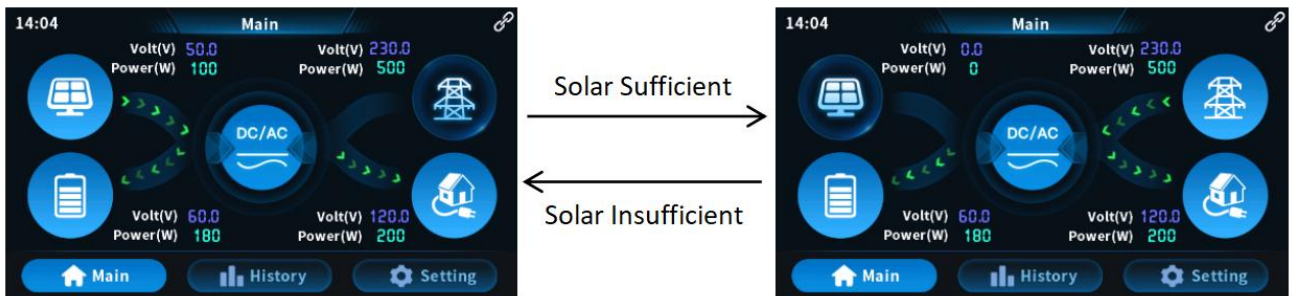 14:04 Main
Volt(V) 50.0 Volt(V) 230.0
Power(W) 100 Power(W) 500
DC/AC
Volt(V) 60.0 Volt(V) 120.0
Power(W) 180 Power(W) 200
Main History Setting
Solar Sufficient
Solar Insufficient
14:04 Main
Volt(V) 0.0 Volt(V) 230.0
Power(W) 0 Power(W) 500
DC/AC
Volt(V) 60.0 Volt(V) 120.0
Power(W) 180 Power(W) 200
Main History Setting